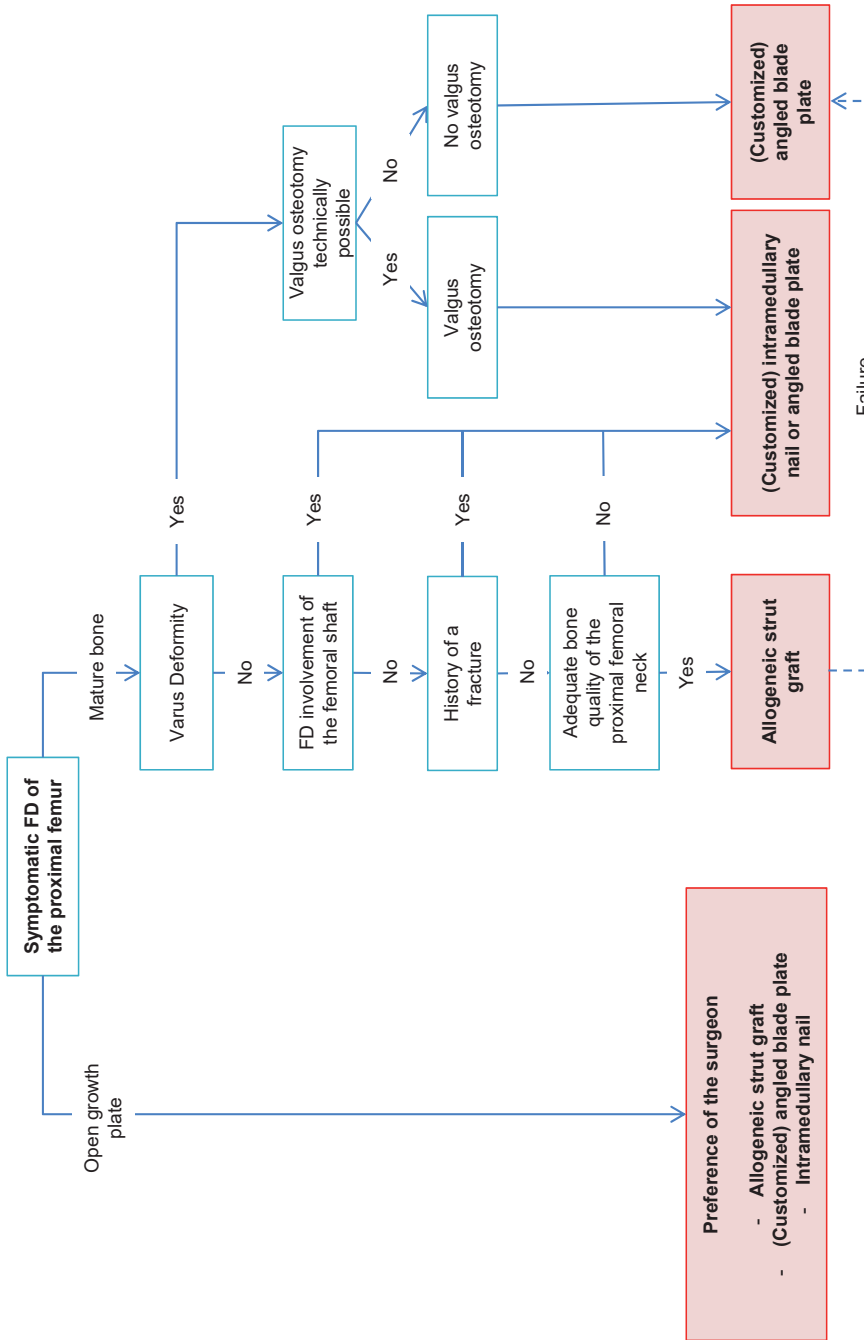 Symptomatic FD of
the proximal femur
Open growth
plate
Mature bone
Varus Deformity
Yes
No
Valgus osteotomy
technically
possible
Yes
No
FD involvement of
the femoral shaft
Yes
No
Valgus
osteotomy
No valgus
osteotomy
History of a
fracture
Yes
No
Adequate bone
quality of the
proximal femoral
neck
No
Yes
Preference of the surgeon
- Allogeneic strut graft
- (Customized) angled blade plate
- Intramedullary nail
Allogeneic strut
graft
(Customized) intramedullary
nail or angled blade plate
(Customized)
angled blade
plate
Failure